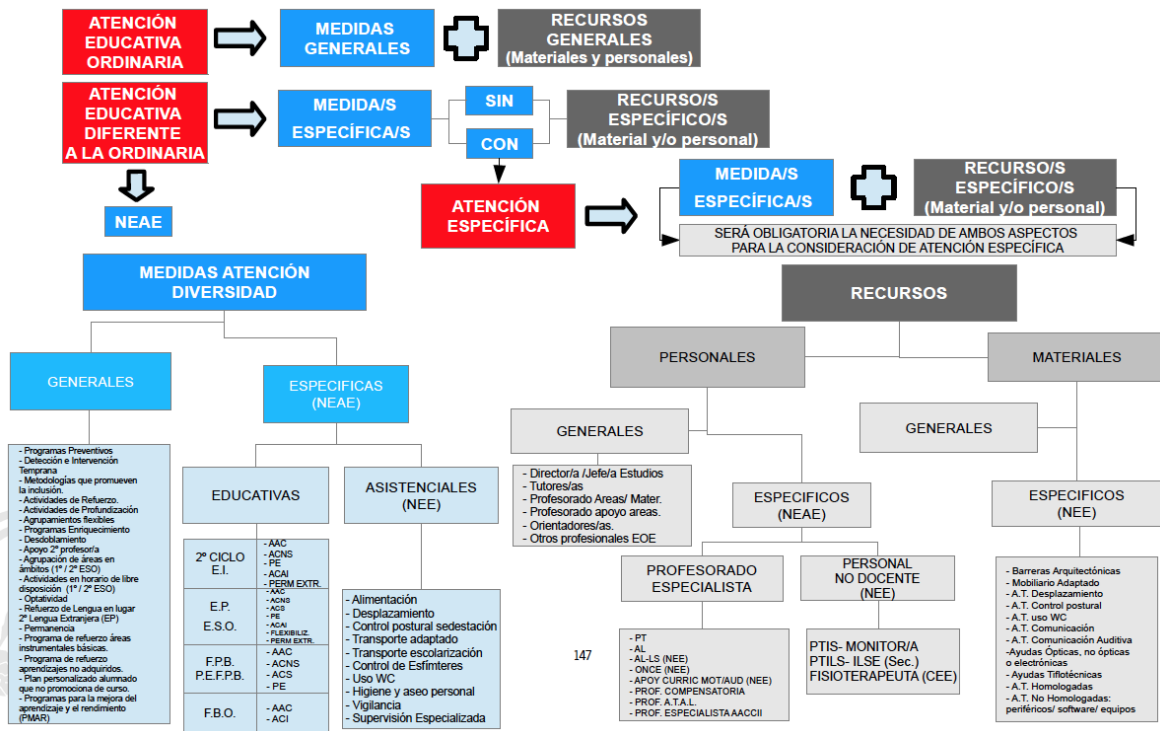 ATENCIÓN
EDUCATIVA
ORDINARIA
MEDIDAS
GENERALES
RECURSOS
GENERALES
(Materiales y personales)
ATENCIÓN
EDUCATIVA
DIFERENTE
A LA ORDINARIA
MEDIDA/S
ESPECÍFICA/S
SIN
CON
RECURSO/S
ESPECÍFICO/S
(Material y/o personal)
NEAE
ATENCIÓN
ESPECÍFICA
MEDIDA/S
ESPECÍFICA/S
RECURSO/S
ESPECÍFICO/S
(Material y/o personal)
SERÁ OBLIGATORIA LA NECESIDAD DE AMBOS ASPECTOS
PARA LA CONSIDERACIÓN DE ATENCIÓN ESPECÍFICA
MEDIDAS ATENCIÓN
DIVERSIDAD
GENERALES
- Programas Preventivos
- Detección e Intervención
Temprana
- Metodologías que promueven
la inclusión.
- Actividades de Refuerzo.
- Actividades de Profundización
- Agrupamientos flexibles
- Programas Enriquecimiento
- Desdoblamiento
- Apoyo 2º profesor/a
- Agrupación de áreas en
ámbitos (1º / 2º ESO)
- Actividades en horario de libre
disposición (1º / 2º ESO)
- Optatividad
- Refuerzo de Lengua en lugar
2ª Lengua Extranjera (EP)
- Permanencia
- Programa de refuerzo áreas
instrumentales básicas.
- Programa de refuerzo
aprendizajes no adquiridos.
- Plan personalizado alumnado
que no promociona de curso.
- Programas para la mejora del
aprendizaje y el rendimiento
(PMAR)
ESPECIFICAS
(NEAE)
EDUCATIVAS
2º CICLO
E.I.
- AAC
- ACNS
- PE
- ACAI
- PERM EXTR.
E.P.
E.S.O.
- AAC
- ACNS
- ACS
- PE
- ACAI
- FLEXIBILIZ.
- PERM EXTR.
F.P.B.
P.E.F.P.B.
- AAC
- ACNS
- ACS
- PE
F.B.O.
- AAC
- ACI
ASISTENCIALES
(NEE)
- Alimentación
- Desplazamiento
- Control postural sedestación
- Transporte adaptado
- Transporte escolarización
- Control de Esfínteres
- Uso WC
- Higiene y aseo personal
- Vigilancia
- Supervisión Especializada
RECURSOS
PERSONALES
GENERALES
- Director/a /Jefe/a Estudios
- Tutores/as
- Profesorado Areas/ Mater.
- Profesorado apoyo areas.
- Orientadores/as.
- Otros profesionales EOE
ESPECIFICOS
(NEAE)
PROFESORADO
ESPECIALISTA
- PT
- AL
- AL-LS (NEE)
- ONCE (NEE)
- APOY CURRIC MOT/AUD (NEE)
- PROF. COMPENSATORIA
- PROF. A.T.A.L.
- PROF. ESPECIALISTA AACCII
PERSONAL
NO DOCENTE
(NEE)
PTIS- MONITOR/A
PTILS- ILSE (Sec.)
FISIOTERAPEUTA (CEE)
MATERIALES
GENERALES
ESPECIFICOS
(NEE)
- Barreras Arquitectónicas
- Mobiliario Adaptado
- A.T. Desplazamiento
- A.T. Control postural
- A.T. uso WC
- A.T. Comunicación
- A.T. Comunicación Auditiva
-Ayudas Ópticas, no ópticas
o electrónicas
- Ayudas Tiflotécnicas
- A.T. Homologadas
- A.T. No Homologadas:
periféricos/ software/ equipos
147